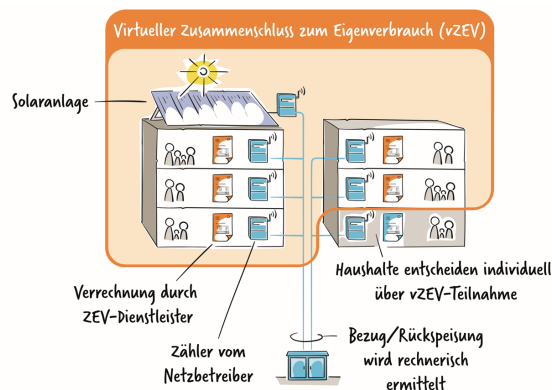 Virtueller Zusammenschluss zum Eigenverbrauch (vZEV)
Solaranlage
Haushalte entscheiden individuell
über vZEV-Teilnahme
Verrechnung durch
ZEV-Dienstleister
Zähler vom
Netzbetreiber
Bezug/Rückspeisung
wird rechnerisch
ermittelt